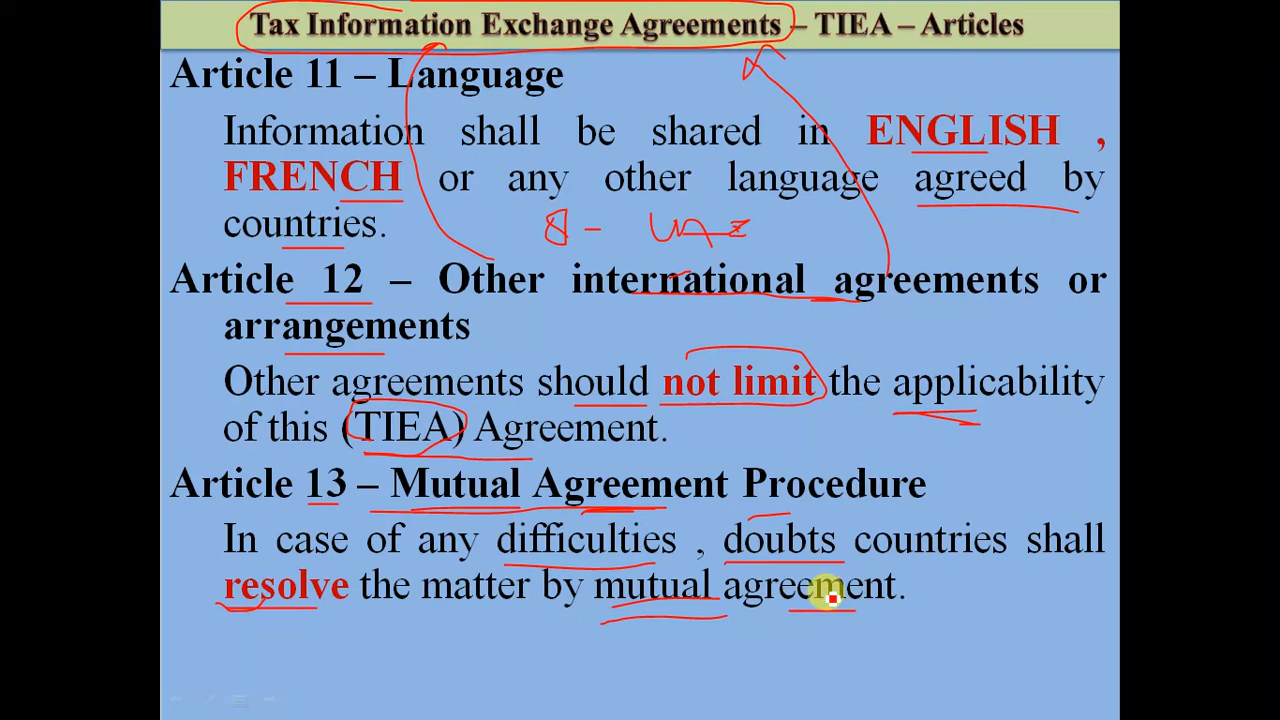 Tax Information Exchange Agreements – TIEA – Articles
Article 11 – Language
Information shall be shared in ENGLISH ,
FRENCH or any other language agreed by
countries.
Article 12 – Other international agreements or
arrangements
Other agreements should not limit the applicability
of this (TIEA) Agreement.
Article 13 – Mutual Agreement Procedure
In case of any difficulties , doubts countries shall
resolve the matter by mutual agreement.